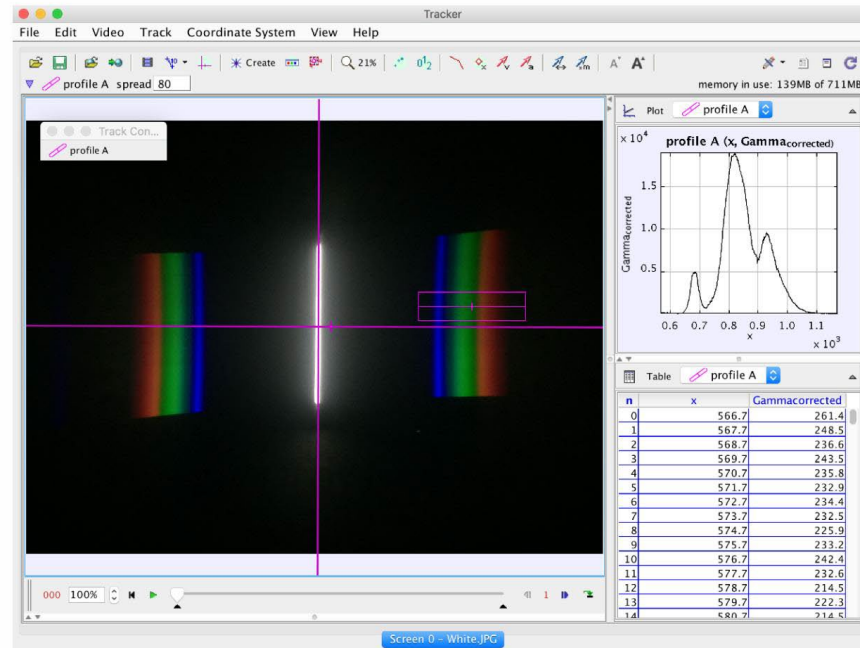 Tracker
File Edit Video Track Coordinate System View Help
Create 21%
profile A spread 80 memory in use: 139MB of 711MB
Track Con...
profile A
Plot profile A
× 10⁴ profile A (x, Gammacorrected)
Gammacorrected
1.5
1.0
0.5
0.6 0.7 0.8 0.9 1.0 1.1
x
× 10³
Table profile A
n x Gammacorrected
0 566.7 261.4
1 567.7 248.5
2 568.7 236.6
3 569.7 243.5
4 570.7 235.8
5 571.7 232.9
6 572.7 234.4
7 573.7 232.5
8 574.7 225.9
9 575.7 233.2
10 576.7 242.4
11 577.7 232.6
12 578.7 214.5
13 579.7 222.3
14 580.7 214.5
000 100% 1
Screen 0 - White.JPG